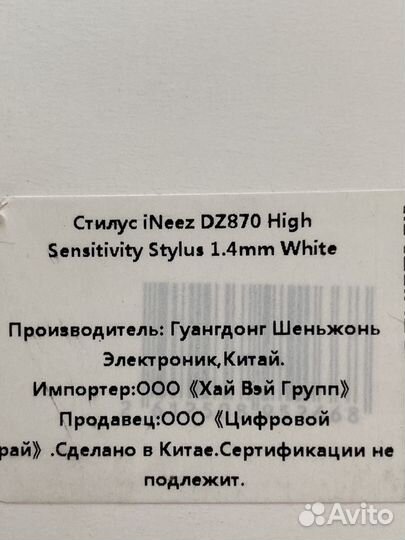 Стилус iNeez DZ870 High
Sensitivity Stylus 1.4mm White
Производитель: Гуангдонг Шеньжонь
Электроник,Китай.
Импортер:ООО《Хай Вэй Групп》
Продавец:ООО《Цифровой
рай》.Сделано в Китае.Сертификации не
подлежит.
Avito